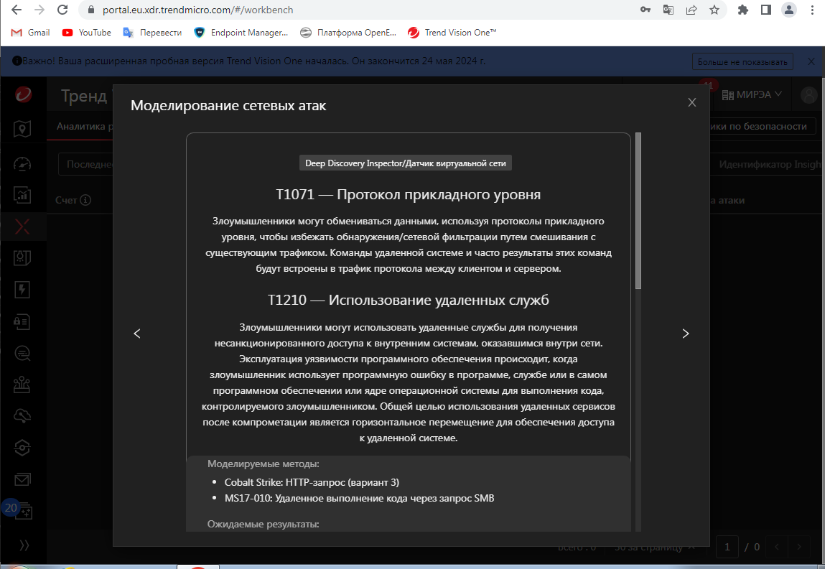 portal.eu.xdr.trendmicro.com/#/workbench
Gmail
YouTube
Перевести
Endpoint Manager...
Платформа OpenE...
Trend Vision One™
Важно! Ваша расширенная пробная версия Trend Vision One началась. Он закончится 24 мая 2024 г.
Больше не показывать
Тренд
МИРЭА
Моделирование сетевых атак
Аналитика р
ики по безопасности
Последнее
Идентификатор Insigh
Счет
а атаки
Deep Discovery Inspector/Датчик виртуальной сети
T1071 — Протокол прикладного уровня
Злоумышленники могут обмениваться данными, используя протоколы прикладного
уровня, чтобы избежать обнаружения/сетевой фильтрации путем смешивания с
существующим трафиком. Команды удаленной системе и часто результаты этих команд
будут встроены в трафик протокола между клиентом и сервером.
T1210 — Использование удаленных служб
Злоумышленники могут использовать удаленные службы для получения
несанкционированного доступа к внутренним системам, оказавшимся внутри сети.
Эксплуатация уязвимости программного обеспечения происходит, когда
злоумышленник использует программную ошибку в программе, службе или в самом
программном обеспечении или ядре операционной системы для выполнения кода,
контролируемого злоумышленником. Общей целью использования удаленных сервисов
после компрометации является горизонтальное перемещение для обеспечения доступа
к удаленной системе.
Моделируемые методы:
• Cobalt Strike: HTTP-запрос (вариант 3)
• MS17-010: Удаленное выполнение кода через запрос SMB
Ожидаемые результаты:
20
Всего : 0 50 за страницу 1 / 0